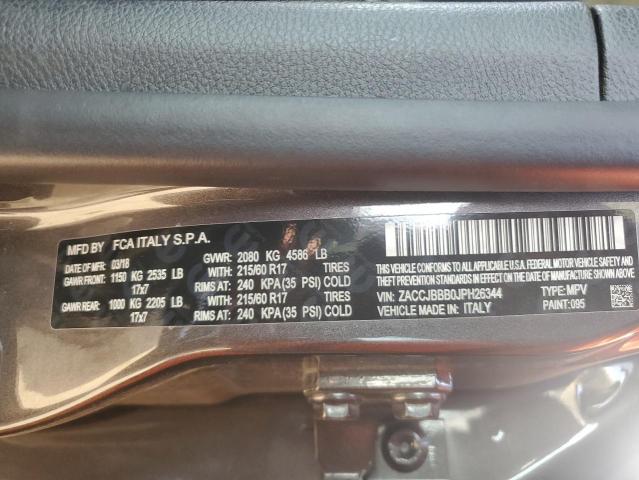 MFD BY FCA ITALY S.P.A.
DATE OF MFR 03/18 GVWR: 2080 KG 4586 LB
GAWR FRONT: 1150 KG 2535 LB WITH 215/60 R17 TIRES
17x7 RIMS AT: 240 KPA (35 PSI) COLD
GAWR REAR: 1000 KG 2205 LB WITH 215/60 R17 TIRES
17x7 RIMS AT: 240 KPA (35 PSI) COLD
THIS VEHICLE CONFORMS TO ALL APPLICABLE U.S.A. FEDERAL
MOTOR VEHICLE SAFETY, BUMPER, AND THEFT PREVENTION
STANDARDS IN EFFECT ON THE DATE OF MANUFACTURE SHOWN
ABOVE.
VIN: ZACCJBBB0JPH26344 TYPE: MPV
VEHICLE MADE IN: ITALY PAINT: 095